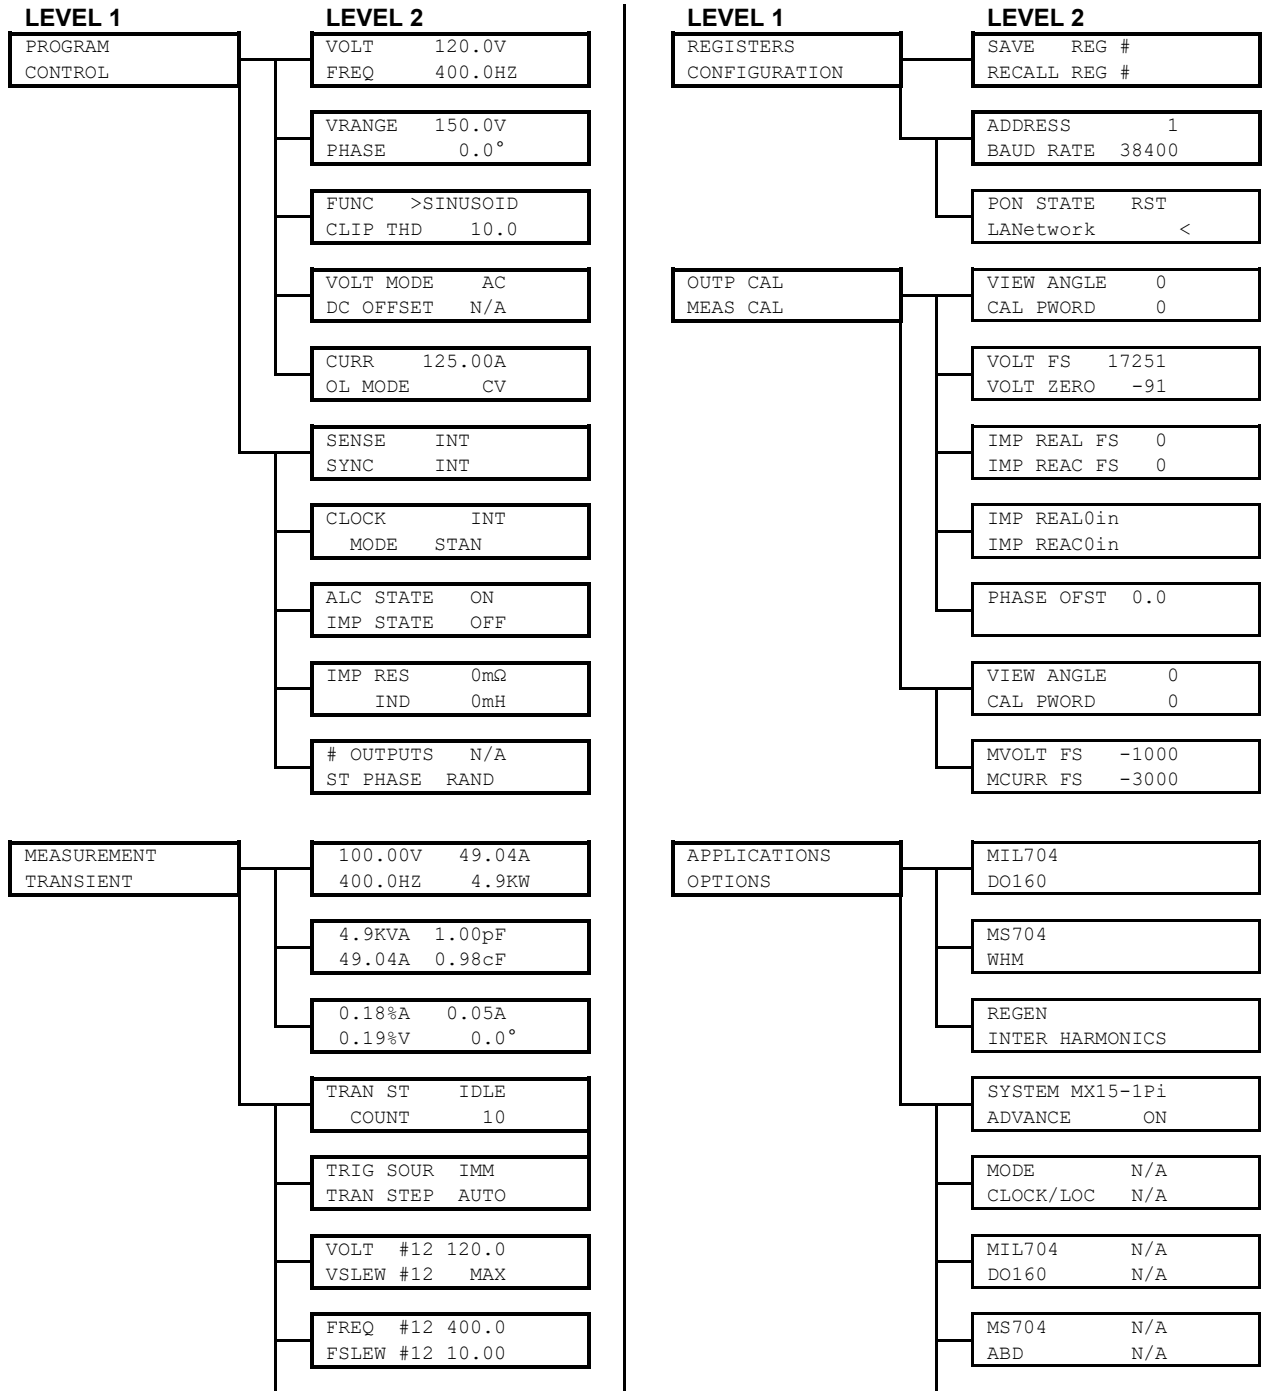 LEVEL 1
LEVEL 2
PROGRAM
CONTROL
VOLT 120.0V
FREQ 400.0HZ
VRANGE 150.0V
PHASE 0.0°
FUNC >SINUSOID
CLIP THD 10.0
VOLT MODE AC
DC OFFSET N/A
CURR 125.00A
OL MODE CV
SENSE INT
SYNC INT
CLOCK INT
MODE STAN
ALC STATE ON
IMP STATE OFF
IMP RES 0mΩ
IND 0mH
# OUTPUTS N/A
ST PHASE RAND
MEASUREMENT
TRANSIENT
100.00V 49.04A
400.0HZ 4.9KW
4.9KVA 1.00pF
49.04A 0.98cF
0.18%A 0.05A
0.19%V 0.0°
TRAN ST IDLE
COUNT 10
TRIG SOUR IMM
TRAN STEP AUTO
VOLT #12 120.0
VSLEW #12 MAX
FREQ #12 400.0
FSLEW #12 10.00
LEVEL 1
LEVEL 2
REGISTERS
CONFIGURATION
SAVE REG #
RECALL REG #
ADDRESS 1
BAUD RATE 38400
PON STATE RST
LANetwork <
OUTP CAL
MEAS CAL
VIEW ANGLE 0
CAL PWORD 0
VOLT FS 17251
VOLT ZERO -91
IMP REAL FS 0
IMP REAC FS 0
IMP REAL0in
IMP REAC0in
PHASE OFST 0.0
VIEW ANGLE 0
CAL PWORD 0
MVOLT FS -1000
MCURR FS -3000
APPLICATIONS
OPTIONS
MIL704
DO160
MS704
WHM
REGEN
INTER HARMONICS
SYSTEM MX15-1Pi
ADVANCE ON
MODE N/A
CLOCK/LOC N/A
MIL704 N/A
DO160 N/A
MS704 N/A
ABD N/A